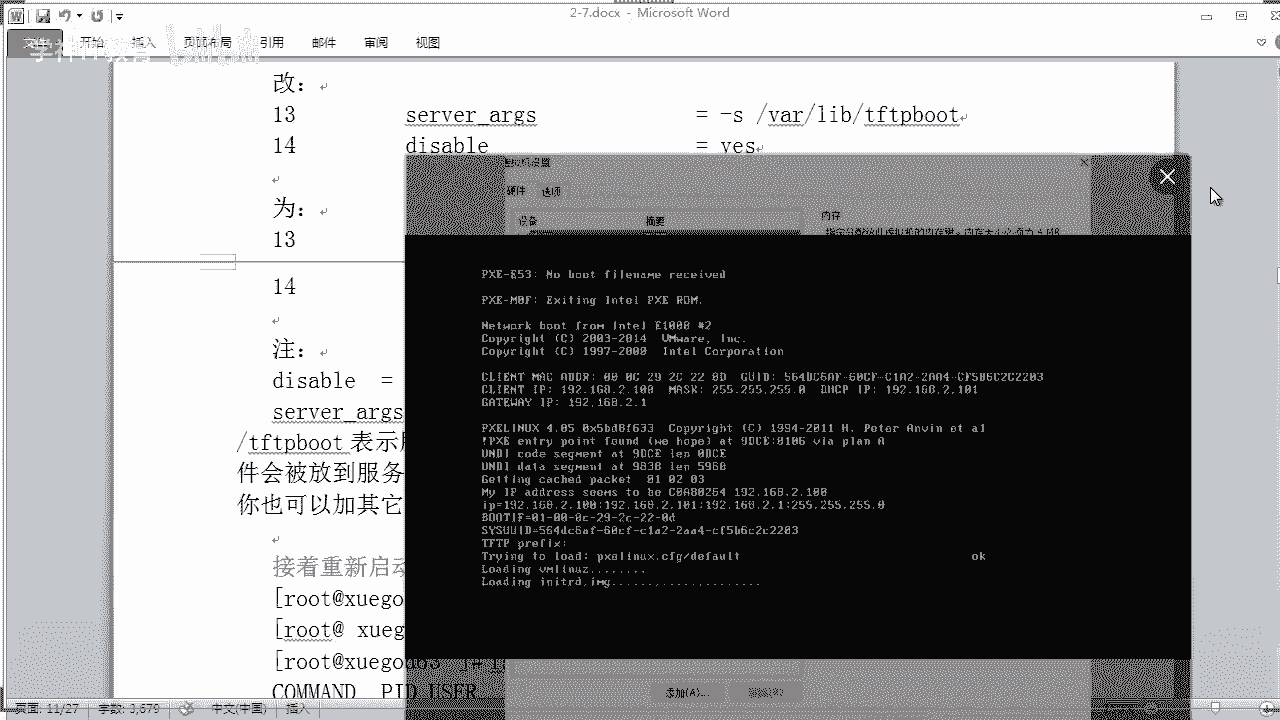 2-7.docx - Microsoft Word
文件 开始 插入 页面布局 引用 邮件 审阅 视图
学神IT教育
改：
13 server_args = -s /var/lib/tftpboot
14 disable = yes
为：
13
14
注：
disable =
server_args
/tftpboot 表示
件会被放到服务
你也可以加其它
接着重新启动
[root@xuego
[root@ xueg
[root@xuegod63
COMMAND PID USER
虚拟机设置
硬件 选项
设备 摘要
内存
PXE-E53: No boot filename received
PXE-M0F: Exiting Intel PXE ROM.
Network boot from Intel E1000 #2
Copyright (C) 2003-2014 VMware, Inc.
Copyright (C) 1997-2000 Intel Corporation
CLIENT MAC ADDR: 00 0C 29 2C 22 0D GUID: 564DC6AF-60CF-C1A2-2AA4-CF5B6C2C2203
CLIENT IP: 192.168.2.100 MASK: 255.255.255.0 DHCP IP: 192.168.2.101
GATEWAY IP: 192.168.2.1
PXELINUX 4.05 0x5bd8f633 Copyright (C) 1994-2011 H. Peter Anvin et al
!PXE entry point found (we hope) at 9DCE:0106 via plan A
UNDI code segment at 9DCE len 0DCE
UNDI data segment at 9838 len 5960
Getting cached packet 01 02 03
My IP address seems to be C0A80264 192.168.2.100
ip=192.168.2.100:192.168.2.101:192.168.2.1:255.255.255.0
BOOTIF=01-00-0c-29-2c-22-0d
SYSUUID=564dc6af-60cf-c1a2-2aa4-cf5b6c2c2203
TFTP prefix:
Trying to load: pxelinux.cfg/default ok
Loading vmlinuz........
Loading initrd.img.....................
添加(A)...
页面: 11/27 字数: 3,679 中文(中国) 插入